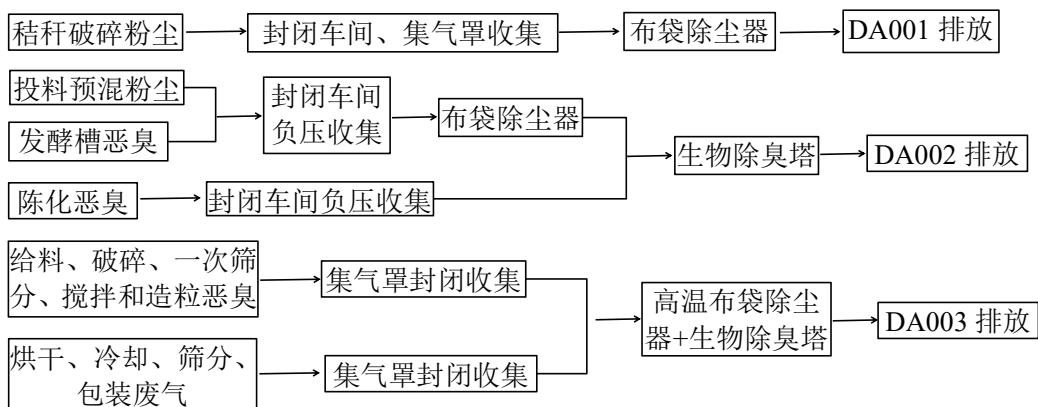 秸秆破碎粉尘
封闭车间、集气罩收集
布袋除尘器
DA001 排放
投料预混粉尘
发酵槽恶臭
封闭车间
负压收集
布袋除尘器
陈化恶臭
封闭车间负压收集
生物除臭塔
DA002 排放
给料、破碎、一次筛
分、搅拌和造粒恶臭
集气罩封闭收集
烘干、冷却、筛分、
包装废气
集气罩封闭收集
高温布袋除尘
器+生物除臭塔
DA003 排放